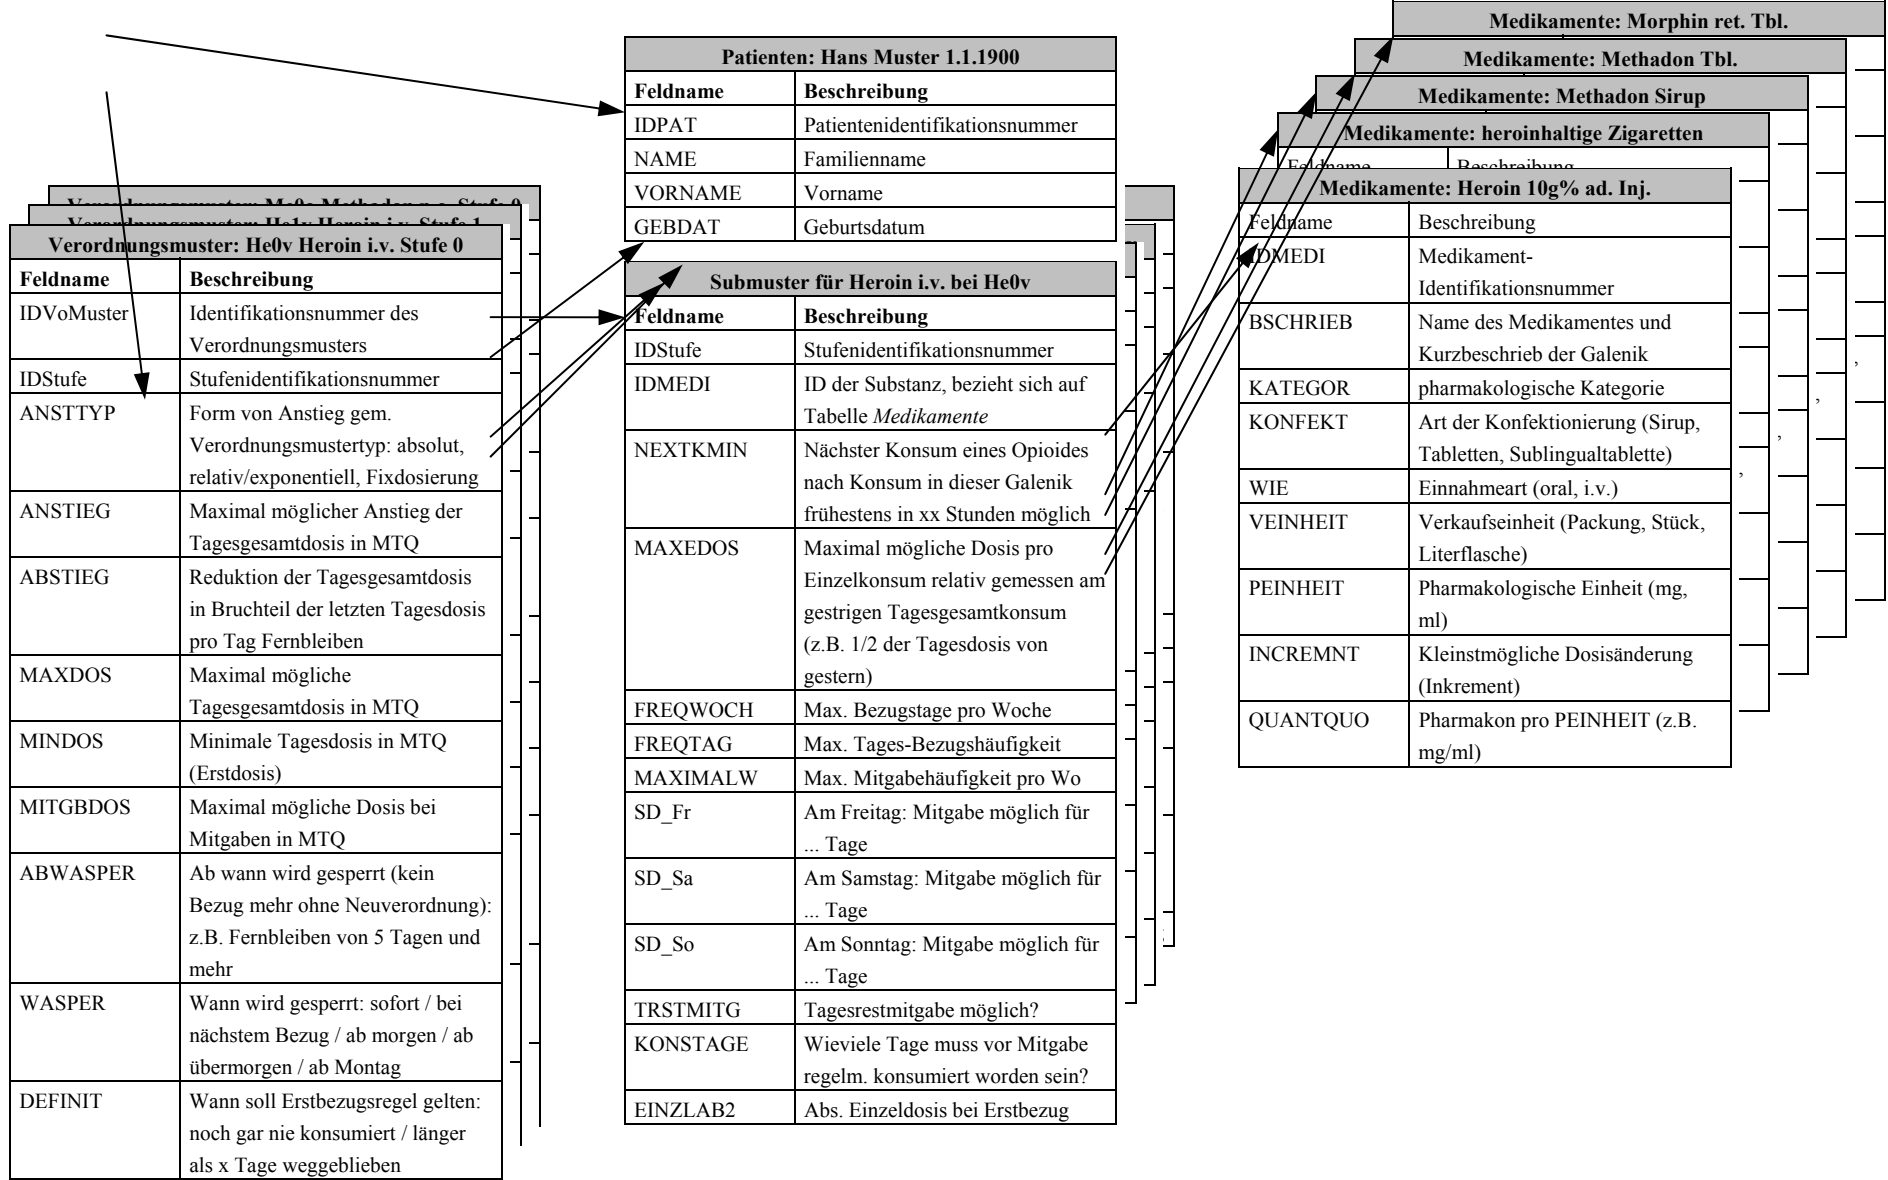 Patienten: Hans Muster 1.1.1900
Feldname Beschreibung
IDPAT Patientenidentifikationsnummer
NAME Familienname
VORNAME Vorname
GEBDAT Geburtsdatum
Verordnungsmuster: Me0o Methadon p.o. Stufe 0
Verordnungsmuster: He1v Heroin i.v. Stufe 1
Verordnungsmuster: He0v Heroin i.v. Stufe 0
Feldname Beschreibung
IDVoMuster Identifikationsnummer des
Verordnungsmusters
IDStufe Stufenidentifikationsnummer
ANSTTYP Form von Anstieg gem.
Verordnungsmustertyp: absolut,
relativ/exponentiell, Fixdosierung
ANSTIEG Maximal möglicher Anstieg der
Tagesgesamtdosis in MTQ
ABSTIEG Reduktion der Tagesgesamtdosis
in Bruchteil der letzten Tagesdosis
pro Tag Fernbleiben
MAXDOS Maximal mögliche
Tagesgesamtdosis in MTQ
MINDOS Minimale Tagesdosis in MTQ
(Erstdosis)
MITGBDOS Maximal mögliche Dosis bei
Mitgaben in MTQ
ABWASPER Ab wann wird gesperrt (kein
Bezug mehr ohne Neuverordnung):
z.B. Fernbleiben von 5 Tagen und
mehr
WASPER Wann wird gesperrt: sofort / bei
nächstem Bezug / ab morgen / ab
übermorgen / ab Montag
DEFINIT Wann soll Erstbezugsregel gelten:
noch gar nie konsumiert / länger
als x Tage weggeblieben
Submuster für Heroin i.v. bei He0v
Feldname Beschreibung
IDStufe Stufenidentifikationsnummer
IDMEDI ID der Substanz, bezieht sich auf
Tabelle Medikamente
NEXTKMIN Nächster Konsum eines Opioides
nach Konsum in dieser Galenik
frühestens in xx Stunden möglich
MAXEDOS Maximal mögliche Dosis pro
Einzelkonsum relativ gemessen am
gestrigen Tagesgesamtkonsum
(z.B. 1/2 der Tagesdosis von
gestern)
FREQWOCH Max. Bezugstage pro Woche
FREQTAG Max. Tages-Bezugshäufigkeit
MAXIMALW Max. Mitgabehäufigkeit pro Wo
SD_Fr Am Freitag: Mitgabe möglich für
... Tage
SD_Sa Am Samstag: Mitgabe möglich für
... Tage
SD_So Am Sonntag: Mitgabe möglich für
... Tage
TRSTMITG Tagesrestmitgabe möglich?
KONSTAGE Wieviele Tage muss vor Mitgabe
regelm. konsumiert worden sein?
EINZLAB2 Abs. Einzeldosis bei Erstbezug
Medikamente: Morphin ret. Tbl.
Medikamente: Methadon Tbl.
Medikamente: Methadon Sirup
Medikamente: heroinhaltige Zigaretten
Feldname Beschreibung
Medikamente: Heroin 10g% ad. Inj.
Feldname Beschreibung
IDMEDI Medikament-
Identifikationsnummer
BSCHRIEB Name des Medikamentes und
Kurzbeschrieb der Galenik
KATEGOR pharmakologische Kategorie
KONFEKT Art der Konfektionierung (Sirup,
Tabletten, Sublingualtablette)
WIE Einnahmeart (oral, i.v.)
VEINHEIT Verkaufseinheit (Packung, Stück,
Literflasche)
PEINHEIT Pharmakologische Einheit (mg,
ml)
INCREMNT Kleinstmögliche Dosisänderung
(Inkrement)
QUANTQUO Pharmakon pro PEINHEIT (z.B.
mg/ml)